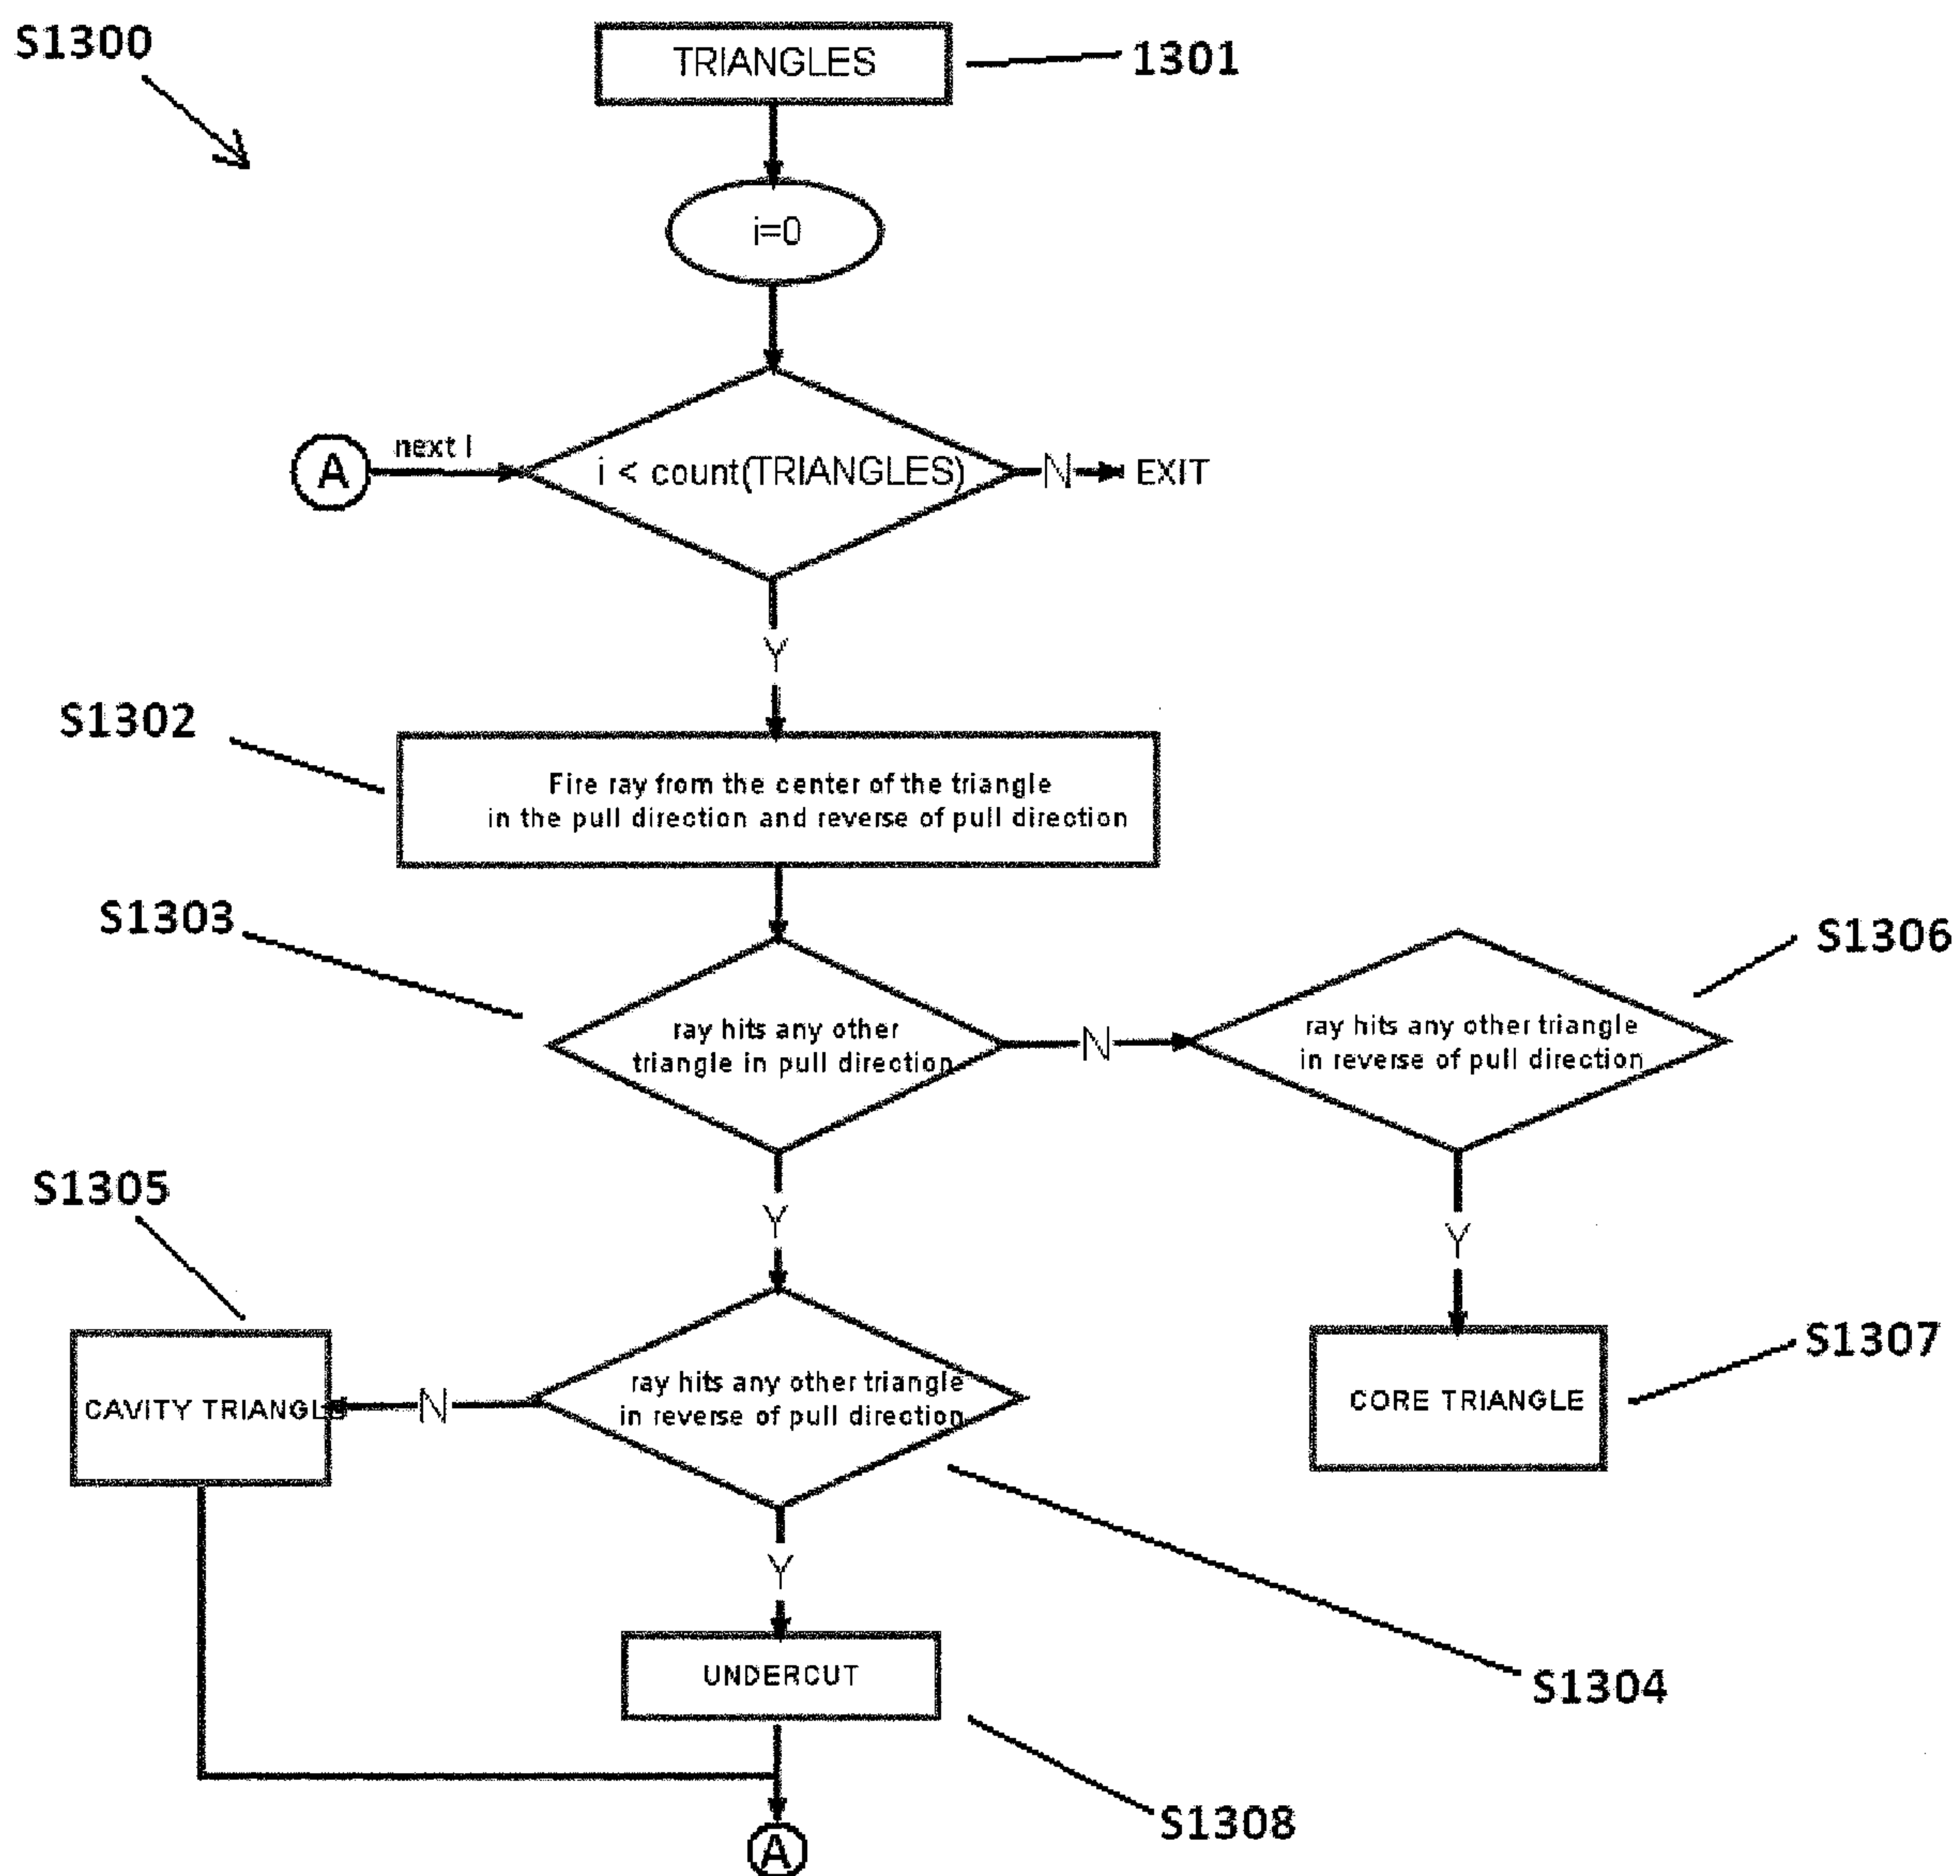 S1300
TRIANGLES
1301
i=0
A
next I
i < count(TRIANGLES)
N
EXIT
Y
S1302
Fire ray from the center of the triangle
in the pull direction and reverse of pull direction
S1303
ray hits any other
triangle in pull direction
N
ray hits any other triangle
in reverse of pull direction
S1306
Y
Y
S1305
CAVITY TRIANGLE
N
ray hits any other triangle
in reverse of pull direction
CORE TRIANGLE
S1307
Y
UNDERCUT
S1304
S1308
A